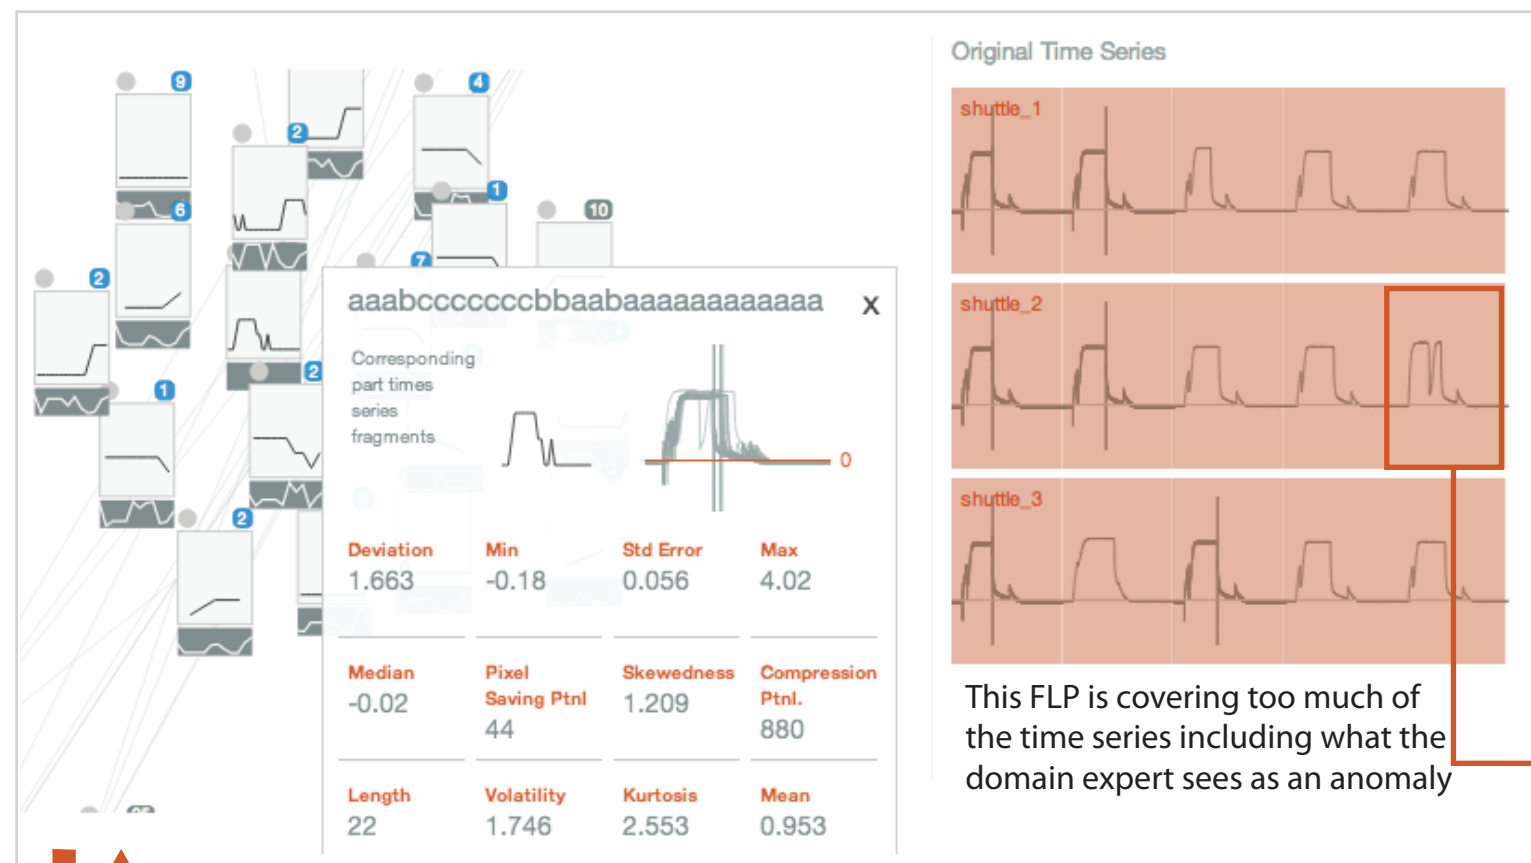 Original Time Series
9
4
2
shuttle_1
1
6
10
7
2
aaabcccccccbbaabaaaaaaaaaaaaa
X
shuttle_2
Corresponding
part times
series
fragments
0
2
1
2
shuttle_3
Deviation
Min
Std Error
Max
1.663
-0.18
0.056
4.02
Median
Pixel
Saving Ptnl
Skewedness
Compression
Ptnl.
-0.02
44
1.209
880
This FLP is covering too much of
the time series including what the
domain expert sees as an anomaly
Length
Volatility
Kurtosis
Mean
22
1.746
2.553
0.953